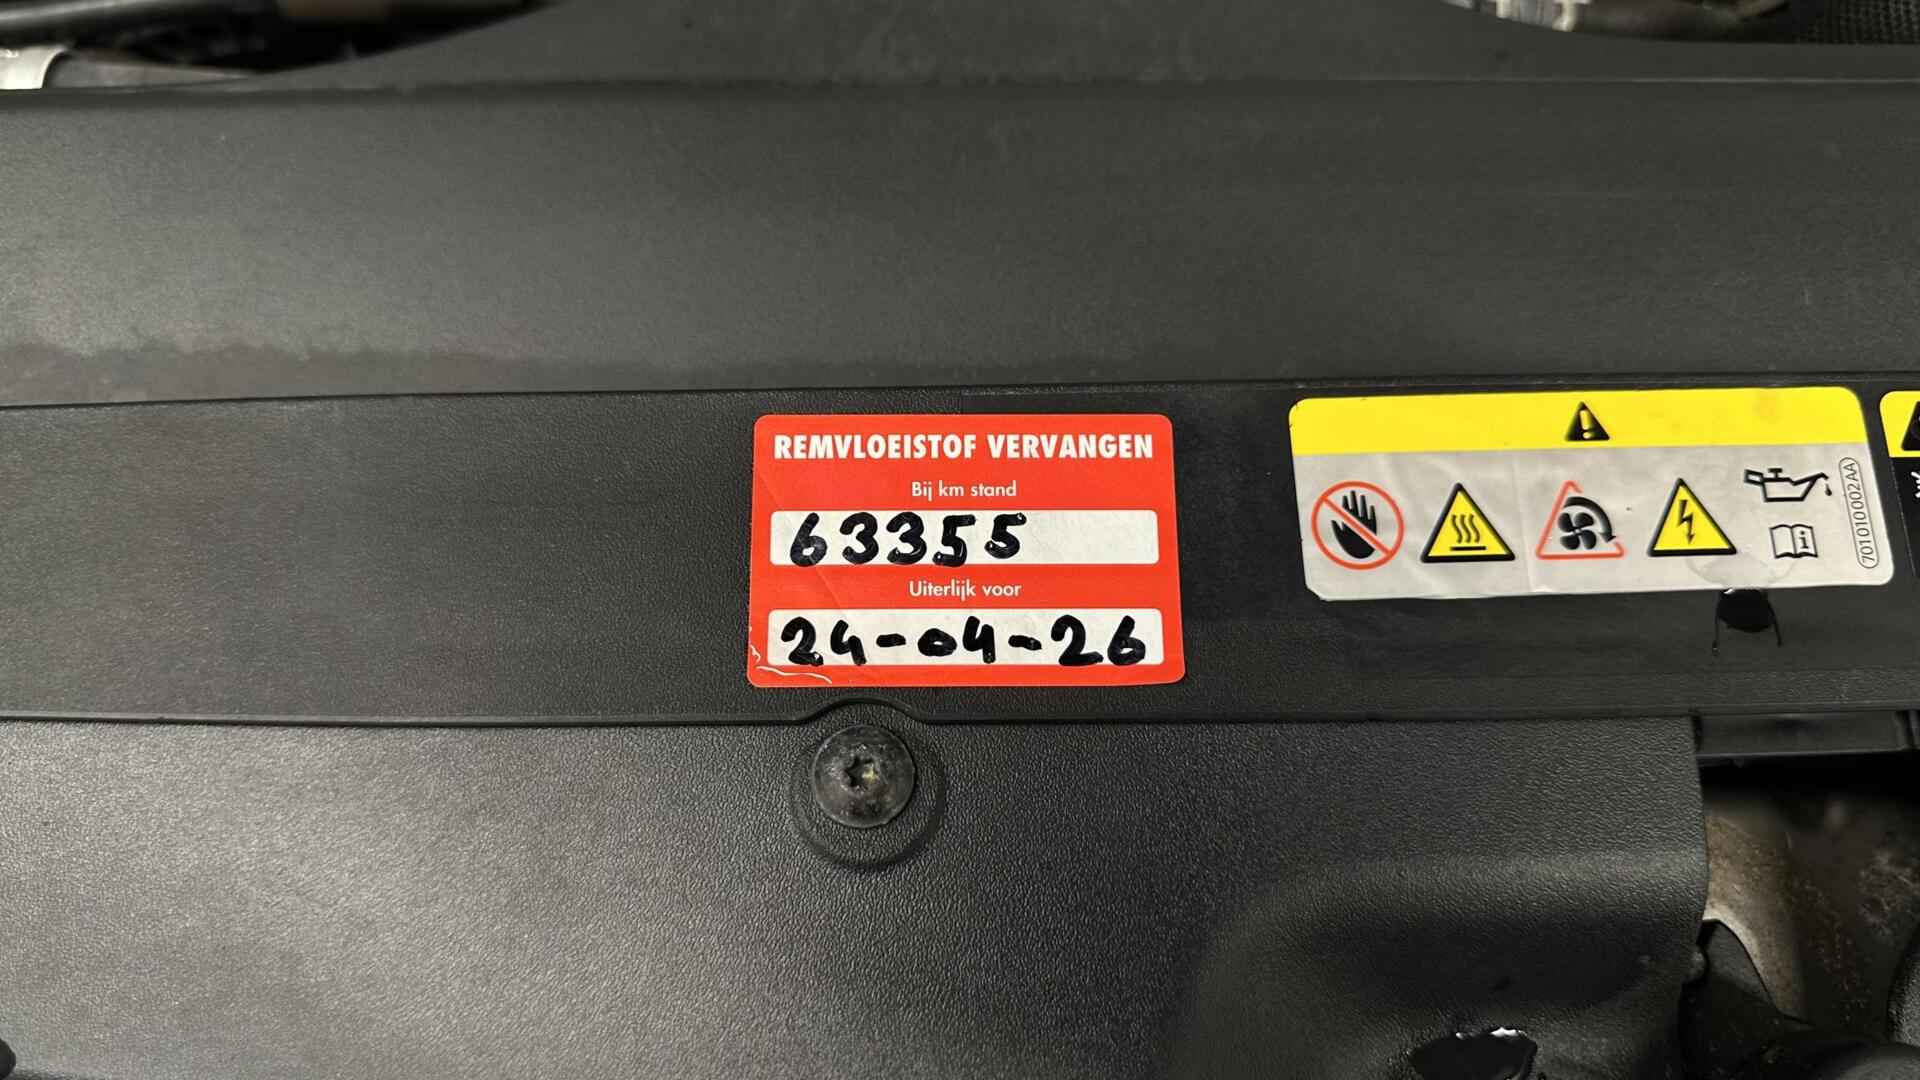 REMVLOEISTOF VERVANGEN
Bij km stand
63355
Uiterlijk voor
24-04-26
701010002AA